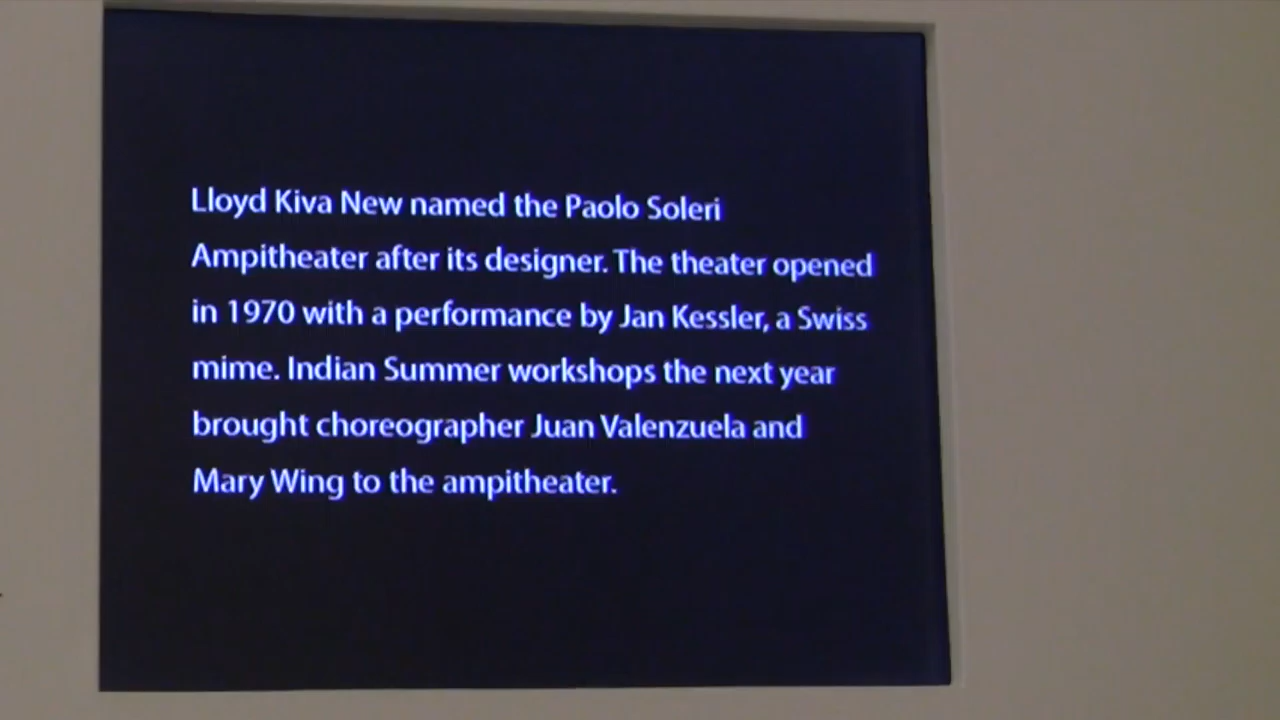 Lloyd Kiva New named the Paolo Soleri
Ampitheater after its designer. The theater opened
in 1970 with a performance by Jan Kessler, a Swiss
mime. Indian Summer workshops the next year
brought choreographer Juan Valenzuela and
Mary Wing to the ampitheater.